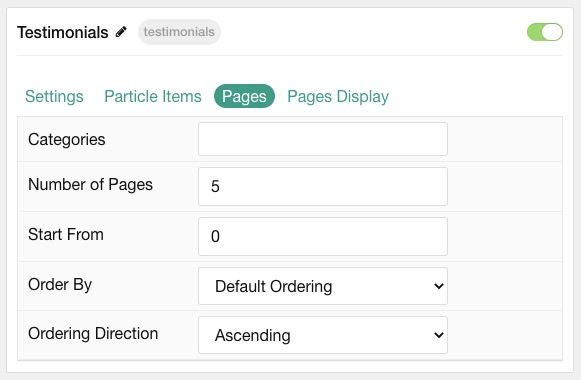 Testimonials testimonials
Settings Particle Items Pages Pages Display
Categories
Number of Pages 5
Start From 0
Order By Default Ordering
Ordering Direction Ascending